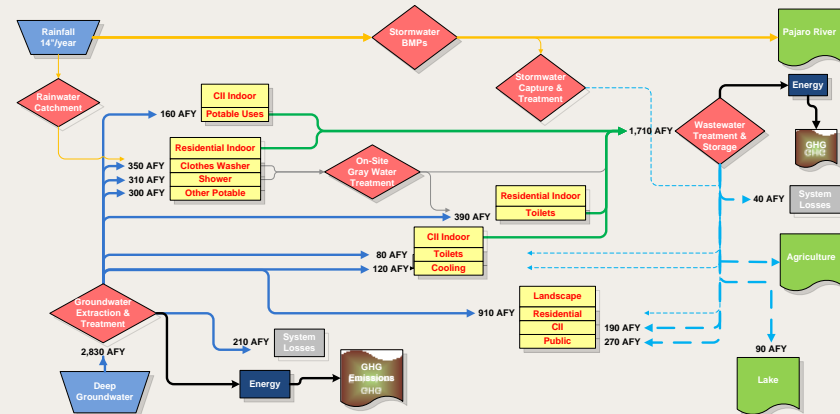 Rainfall
14"/year
Stormwater
BMPs
Pajaro River
Rainwater
Catchment
Stormwater
Capture &
Treatment
Energy
GHG
CII Indoor
Potable Uses
160 AFY
1,710 AFY
Wastewater
Treatment &
Storage
Residential Indoor
Clothes Washer
Shower
Other Potable
350 AFY
310 AFY
300 AFY
On-Site
Gray Water
Treatment
Residential Indoor
Toilets
390 AFY
40 AFY
System
Losses
CII Indoor
Toilets
Cooling
80 AFY
120 AFY
Agriculture
Groundwater
Extraction &
Treatment
Landscape
Residential
CII
Public
910 AFY
190 AFY
270 AFY
210 AFY
System
Losses
2,830 AFY
Deep
Groundwater
Energy
GHG
Emissions
90 AFY
Lake